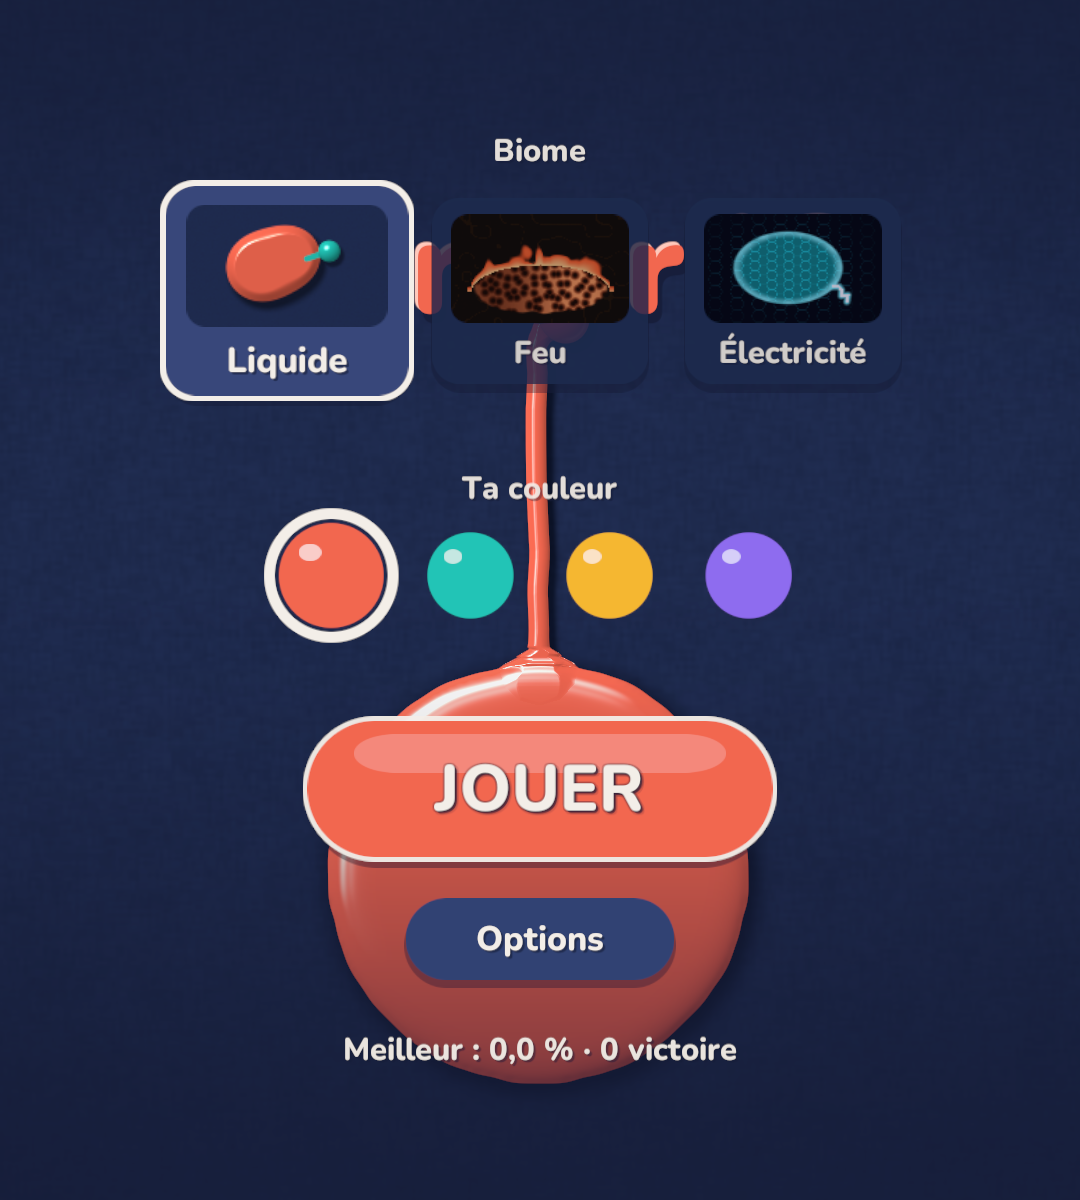 Biome
Liquide
Feu
Électricité
Ta couleur
JOUER
Options
Meilleur : 0,0 % · 0 victoire